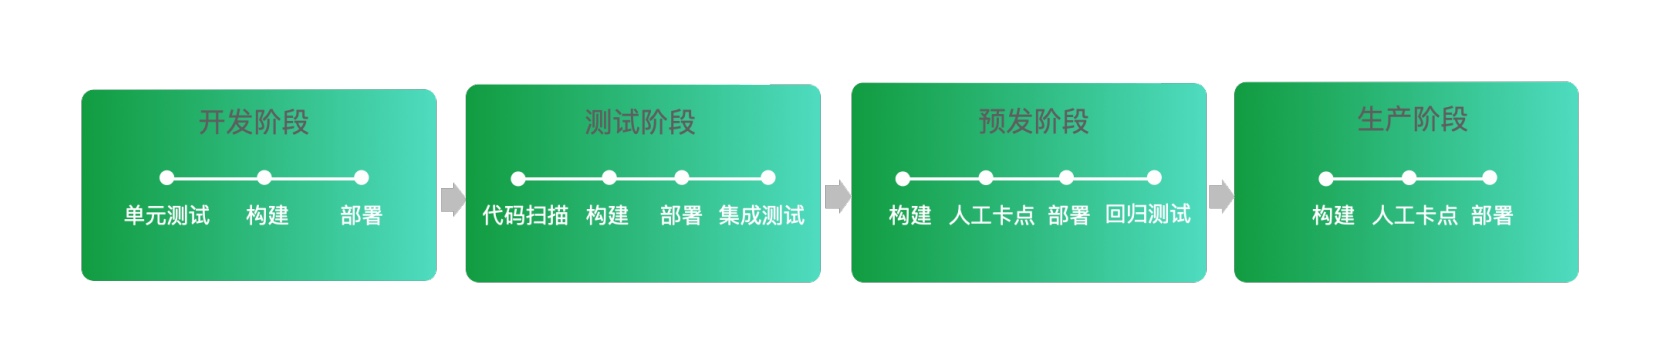 开发阶段
单元测试 构建 部署
测试阶段
代码扫描 构建 部署 集成测试
预发阶段
构建 人工卡点 部署 回归测试
生产阶段
构建 人工卡点 部署